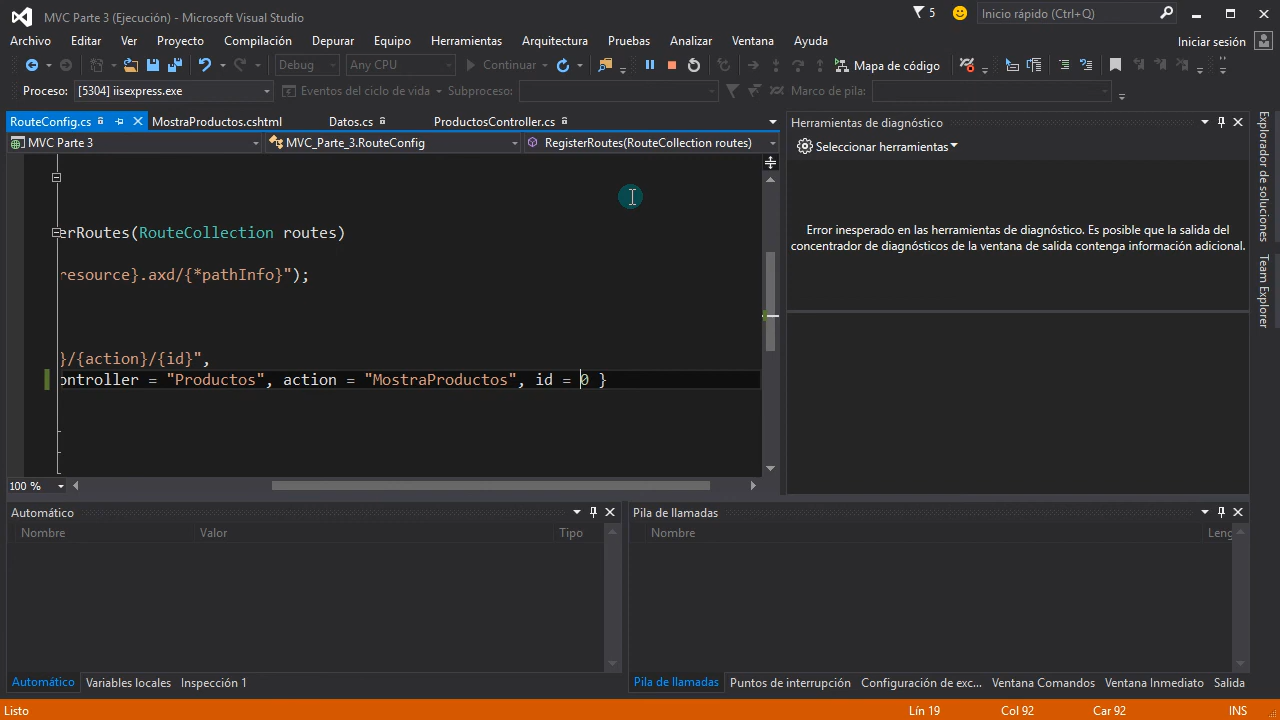 MVC Parte 3 (Ejecución) - Microsoft Visual Studio
5
Inicio rápido (Ctrl+Q)
Archivo Editar Ver Proyecto Compilación Depurar Equipo Herramientas Arquitectura Pruebas Analizar Ventana Ayuda Iniciar sesión
Debug Any CPU Continuar Mapa de código
Proceso: [5304] iisexpress.exe Eventos del ciclo de vida Subproceso: Marco de pila:
RouteConfig.cs MostraProductos.cshtml Datos.cs ProductosController.cs
MVC Parte 3 MVC_Parte_3.RouteConfig RegisterRoutes(RouteCollection routes)
erRoutes(RouteCollection routes)
resource}.axd/{*pathInfo}");
}/{action}/{id}",
ontroller = "Productos", action = "MostraProductos", id = 0 }
100 %
Herramientas de diagnóstico
Seleccionar herramientas
Error inesperado en las herramientas de diagnóstico. Es posible que la salida del
concentrador de diagnósticos de la ventana de salida contenga información adicional.
Explorador de soluciones
Team Explorer
Automático
Nombre Valor Tipo
Automático Variables locales Inspección 1
Pila de llamadas
Nombre Leng
Pila de llamadas Puntos de interrupción Configuración de exc... Ventana Comandos Ventana Inmediato Salida
Listo Lín 19 Col 92 Car 92 INS